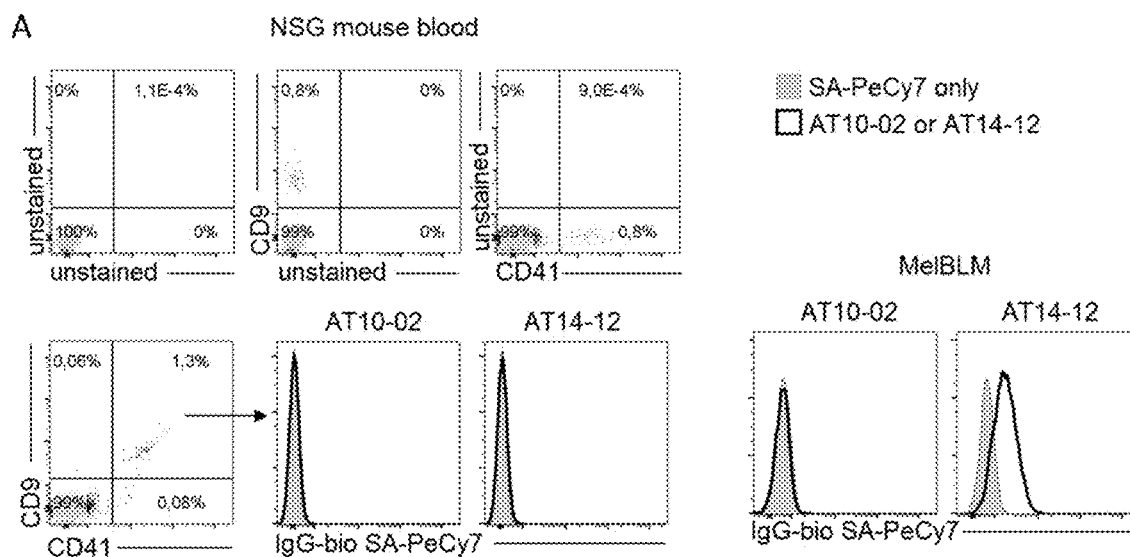 A
NSG mouse blood
0%
1,1E-4%
100%
0%
unstained
unstained
0,8%
0%
99%
0%
CD9
unstained
0%
9,0E-4%
99%
0,8%
unstained
CD41
SA-PeCy7 only
AT10-02 or AT14-12
0,06%
1,3%
99%
0,08%
CD9
CD41
AT10-02
AT14-12
IgG-bio SA-PeCy7
MelBLM
AT10-02
AT14-12
IgG-bio SA-PeCy7